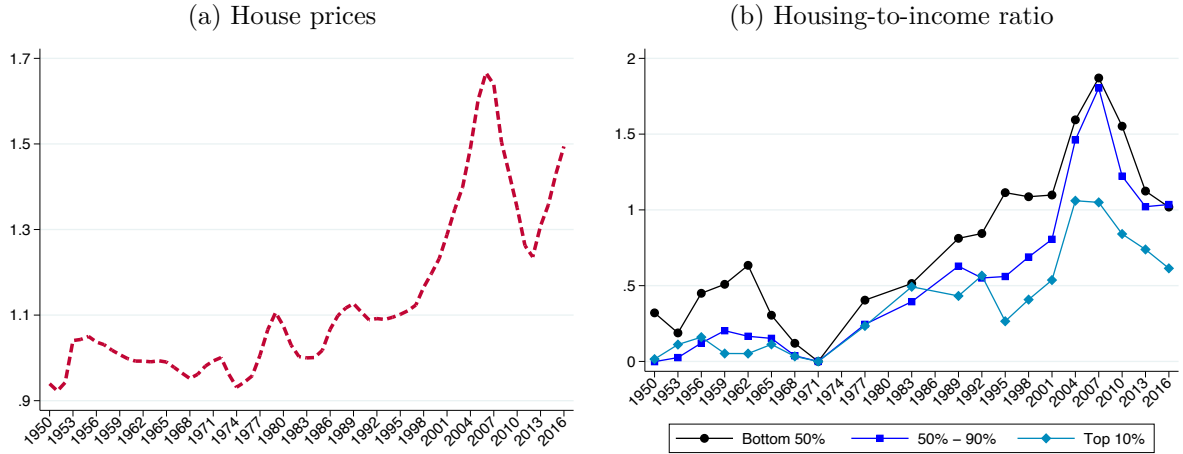 (a) House prices
(b) Housing-to-income ratio
1.7
1.5
1.3
1.1
.9
1950 1953 1956 1959 1962 1965 1968 1971 1974 1977 1980 1983 1986 1989 1992 1995 1998 2001 2004 2007 2010 2013 2016
2
1.5
1
.5
0
1950 1953 1956 1959 1962 1965 1968 1971 1974 1977 1980 1983 1986 1989 1992 1995 1998 2001 2004 2007 2010 2013 2016
Bottom 50% 50% − 90% Top 10%